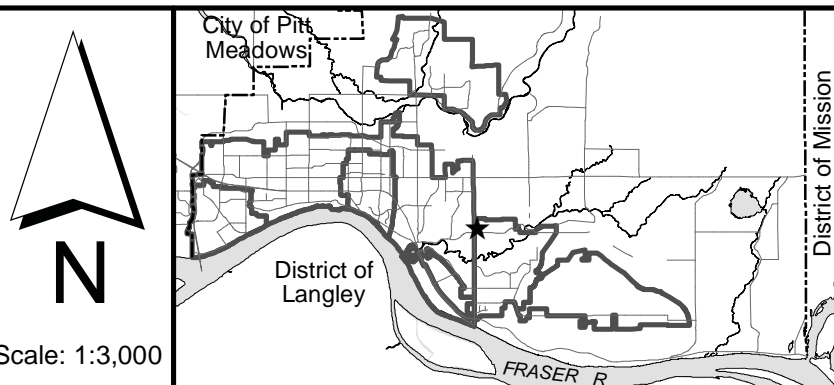 N
Scale: 1:3,000
City of Pitt
Meadows
District of
Langley
FRASER R
District of Mission